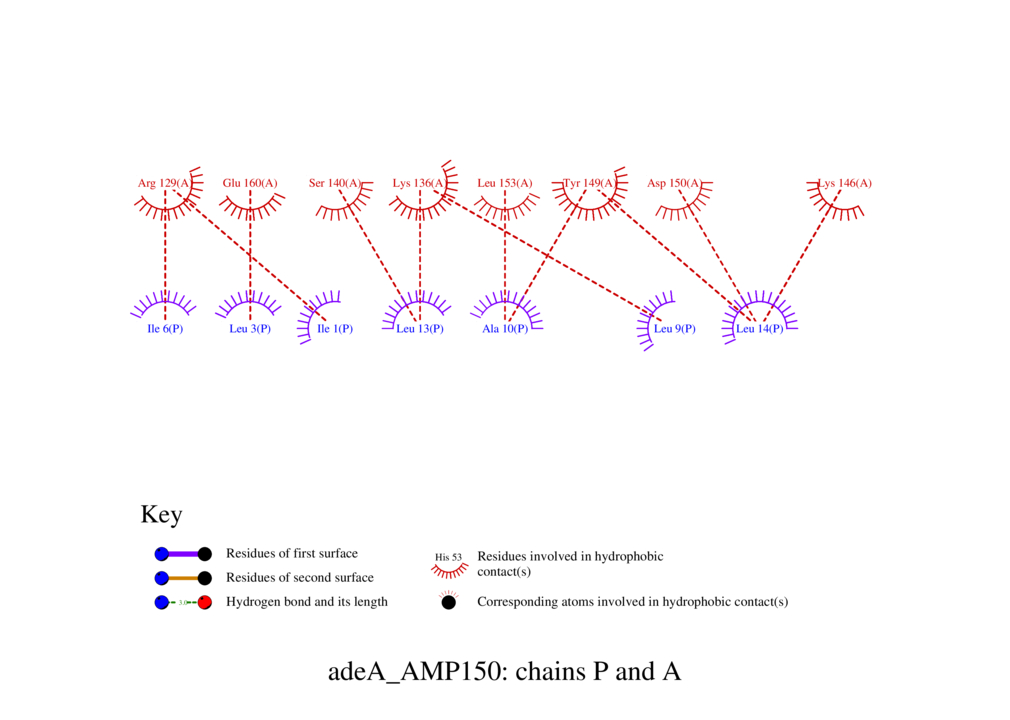 Arg 129(A) Glu 160(A) Ser 140(A) Lys 136(A) Leu 153(A) Tyr 149(A) Asp 150(A) Lys 146(A)
Ile 6(P) Leu 3(P) Ile 1(P) Leu 13(P) Ala 10(P) Leu 9(P) Leu 14(P)
Key
Residues of first surface
Residues of second surface
3.0 Hydrogen bond and its length
His 53 Residues involved in hydrophobic
contact(s)
Corresponding atoms involved in hydrophobic contact(s)
adeA_AMP150: chains P and A